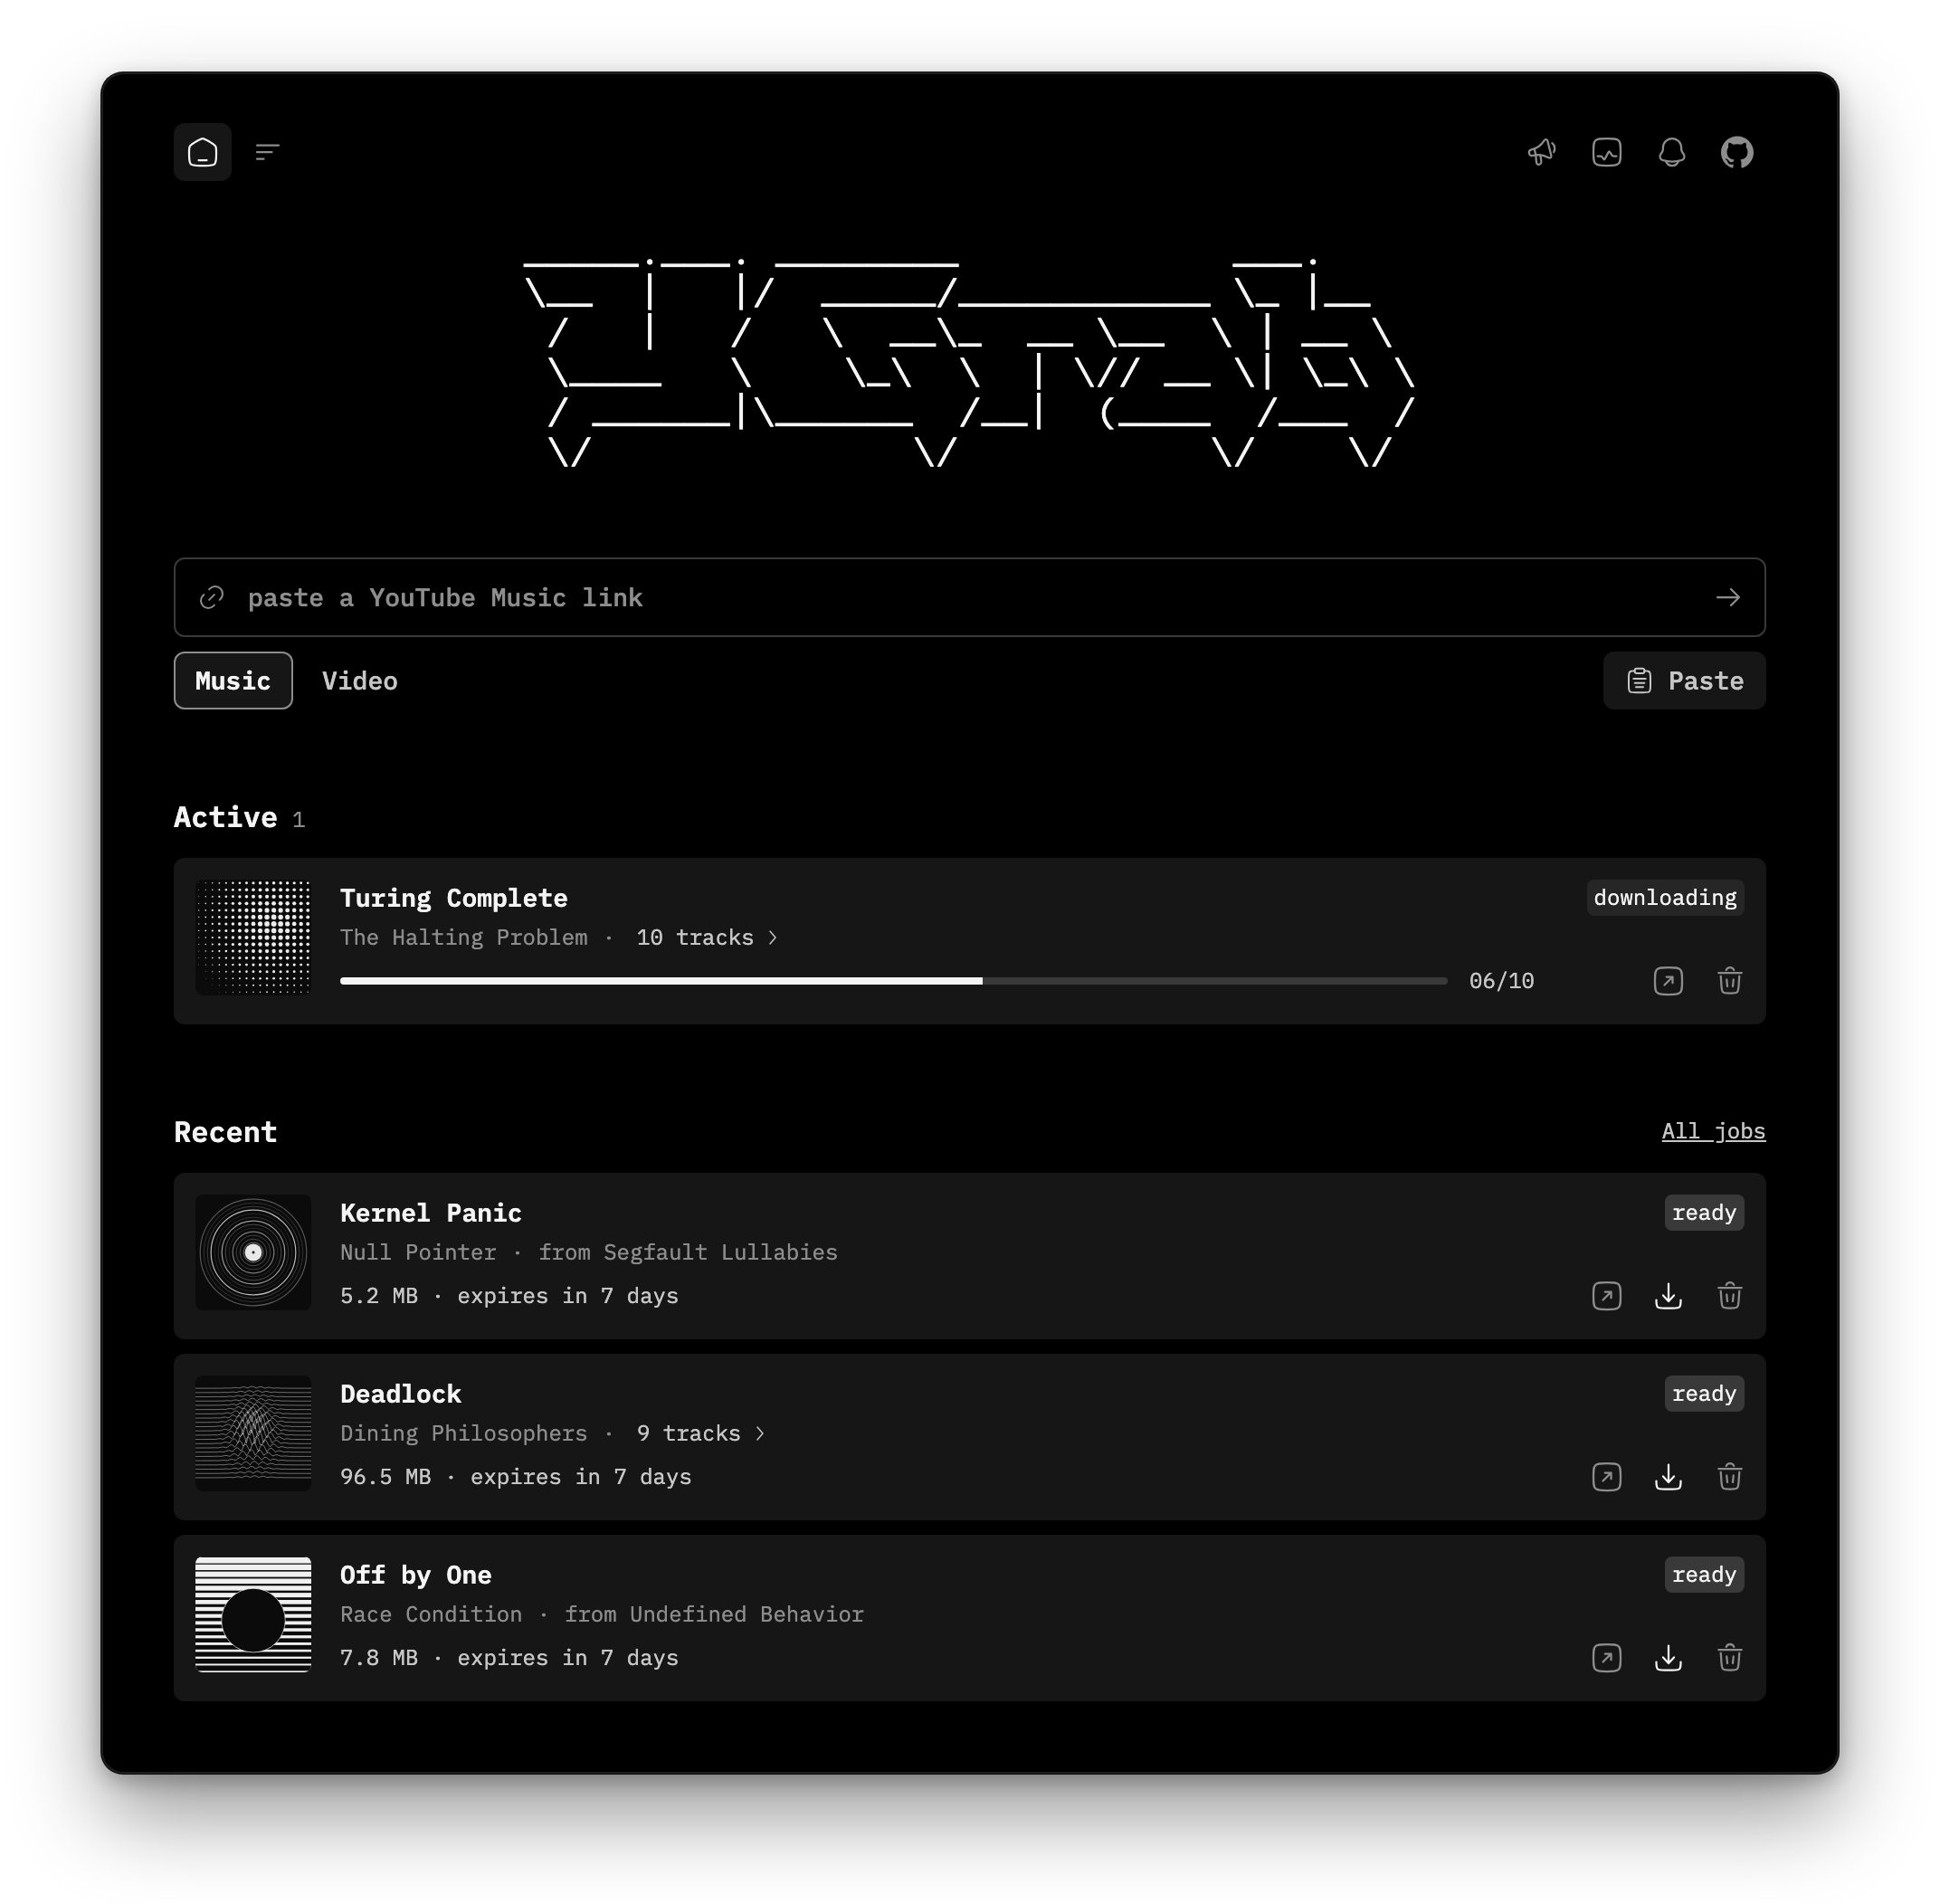 YGrab
paste a YouTube Music link
Music
Video
Paste
Active 1
Turing Complete
downloading
The Halting Problem · 10 tracks
06/10
Recent
All jobs
Kernel Panic
ready
Null Pointer · from Segfault Lullabies
5.2 MB · expires in 7 days
Deadlock
ready
Dining Philosophers · 9 tracks
96.5 MB · expires in 7 days
Off by One
ready
Race Condition · from Undefined Behavior
7.8 MB · expires in 7 days